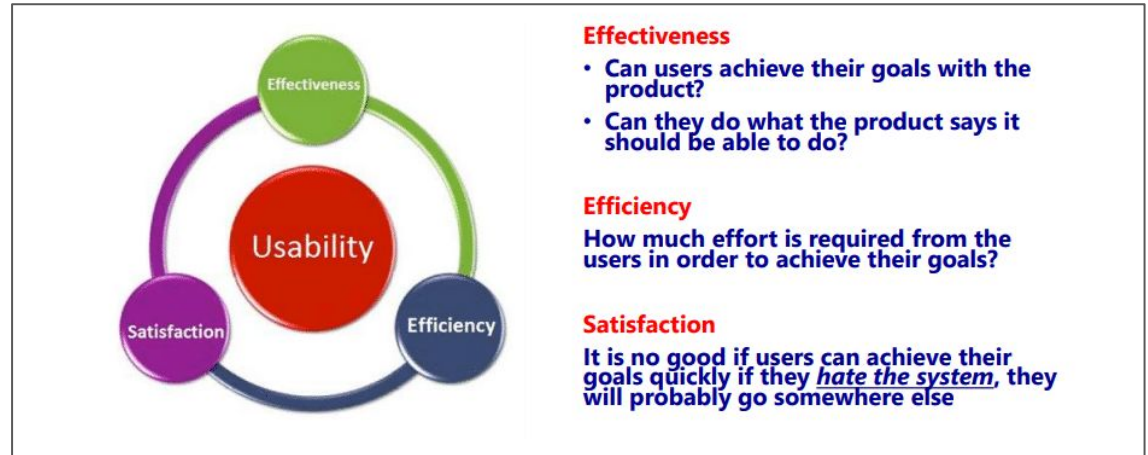 Effectiveness
Usability
Satisfaction
Efficiency
Effectiveness
• Can users achieve their goals with the
product?
• Can they do what the product says it
should be able to do?
Efficiency
How much effort is required from the
users in order to achieve their goals?
Satisfaction
It is no good if users can achieve their
goals quickly if they hate the system, they
will probably go somewhere else